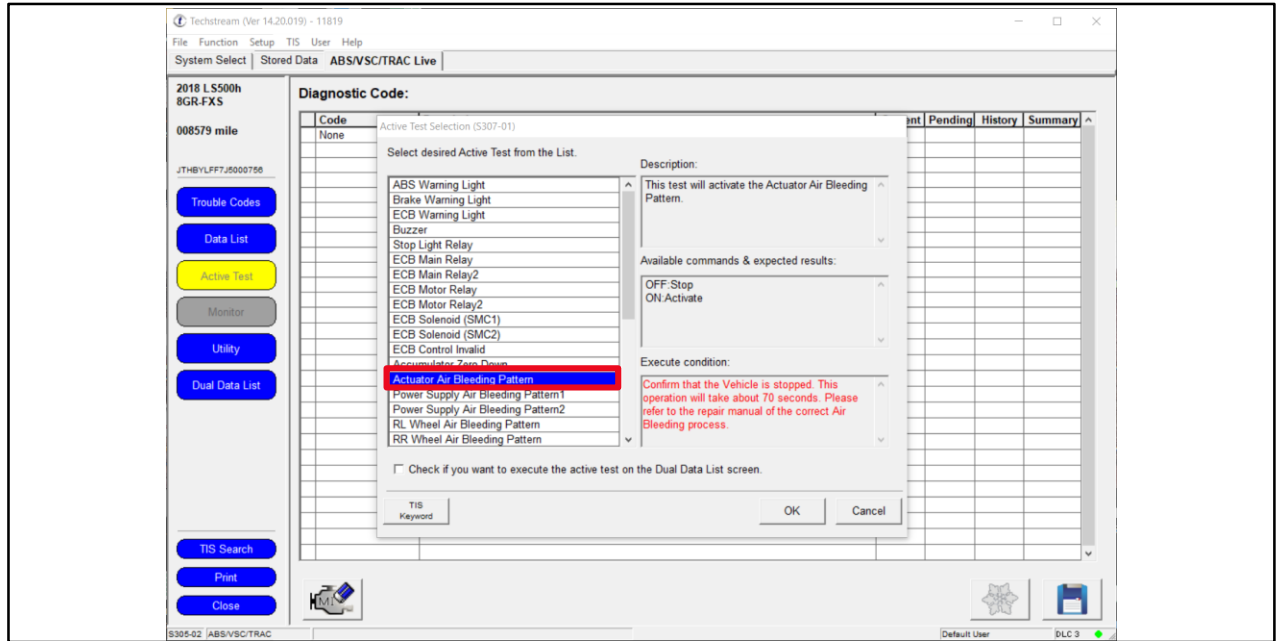 Techstream (Ver 14.20.019) - 11819
File Function Setup TIS User Help
System Select Stored Data ABS/VSC/TRAC Live
2018 LS500h
8GR-FXS
008579 mile
JTHBYLFF7J5000756
Trouble Codes
Data List
Active Test
Monitor
Utility
Dual Data List
TIS Search
Print
Close
Diagnostic Code:
Code
Pending History Summary
None
Active Test Selection (S307-01)
Select desired Active Test from the List.
ABS Warning Light
Brake Warning Light
ECB Warning Light
Buzzer
Stop Light Relay
ECB Main Relay
ECB Main Relay2
ECB Motor Relay
ECB Motor Relay2
ECB Solenoid (SMC1)
ECB Solenoid (SMC2)
ECB Control Invalid
Accumulator Zero Down
Actuator Air Bleeding Pattern
Power Supply Air Bleeding Pattern1
Power Supply Air Bleeding Pattern2
RL Wheel Air Bleeding Pattern
RR Wheel Air Bleeding Pattern
Description:
This test will activate the Actuator Air Bleeding
Pattern.
Available commands & expected results:
OFF:Stop
ON:Activate
Execute condition:
Confirm that the Vehicle is stopped. This
operation will take about 70 seconds. Please
refer to the repair manual of the correct Air
Bleeding process.
Check if you want to execute the active test on the Dual Data List screen.
TIS
Keyword
OK
Cancel
S305-02 ABS/VSC/TRAC
Default User
DLC 3